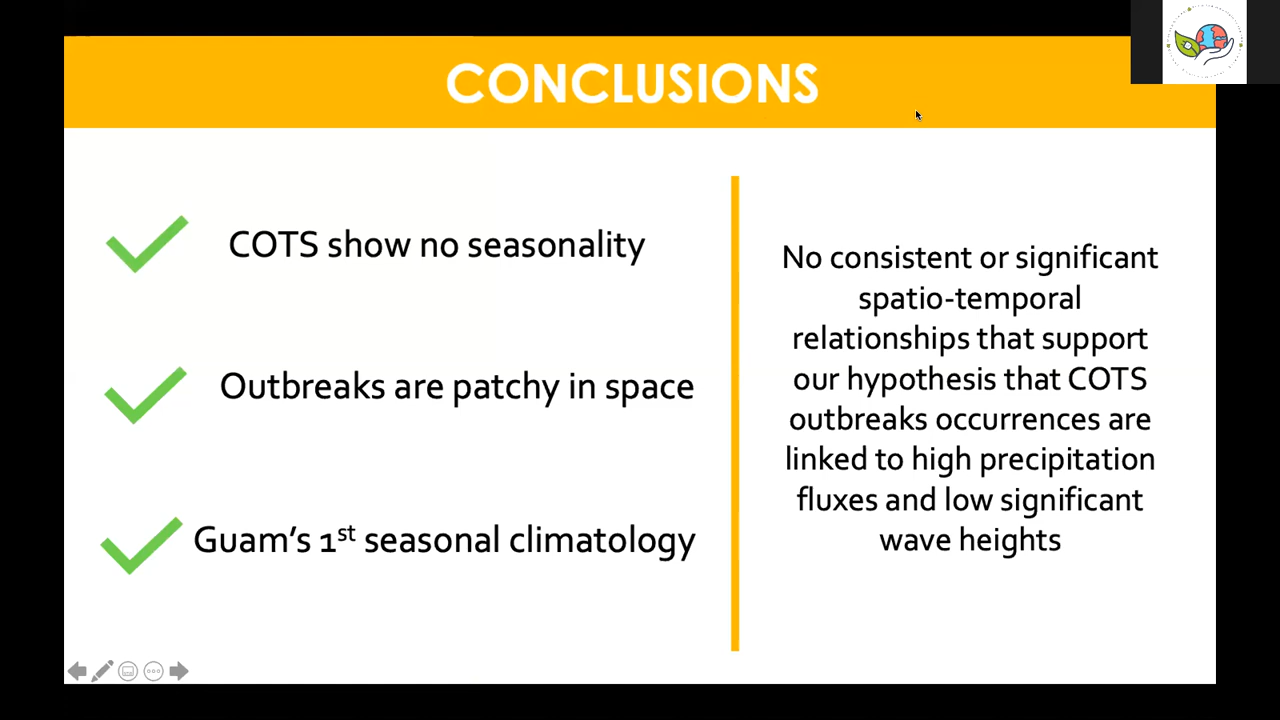 CONCLUSIONS
COTS show no seasonality
Outbreaks are patchy in space
Guam's 1st seasonal climatology
No consistent or significant
spatio-temporal
relationships that support
our hypothesis that COTS
outbreaks occurrences are
linked to high precipitation
fluxes and low significant
wave heights